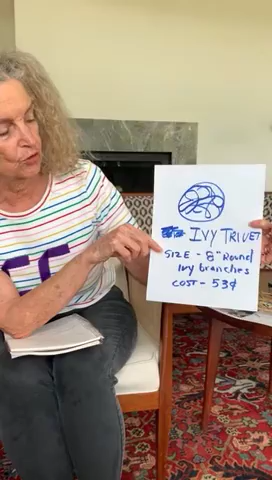 IVY TRIVET
SIZE - 8" Round
Ivy branches
COST - 53¢